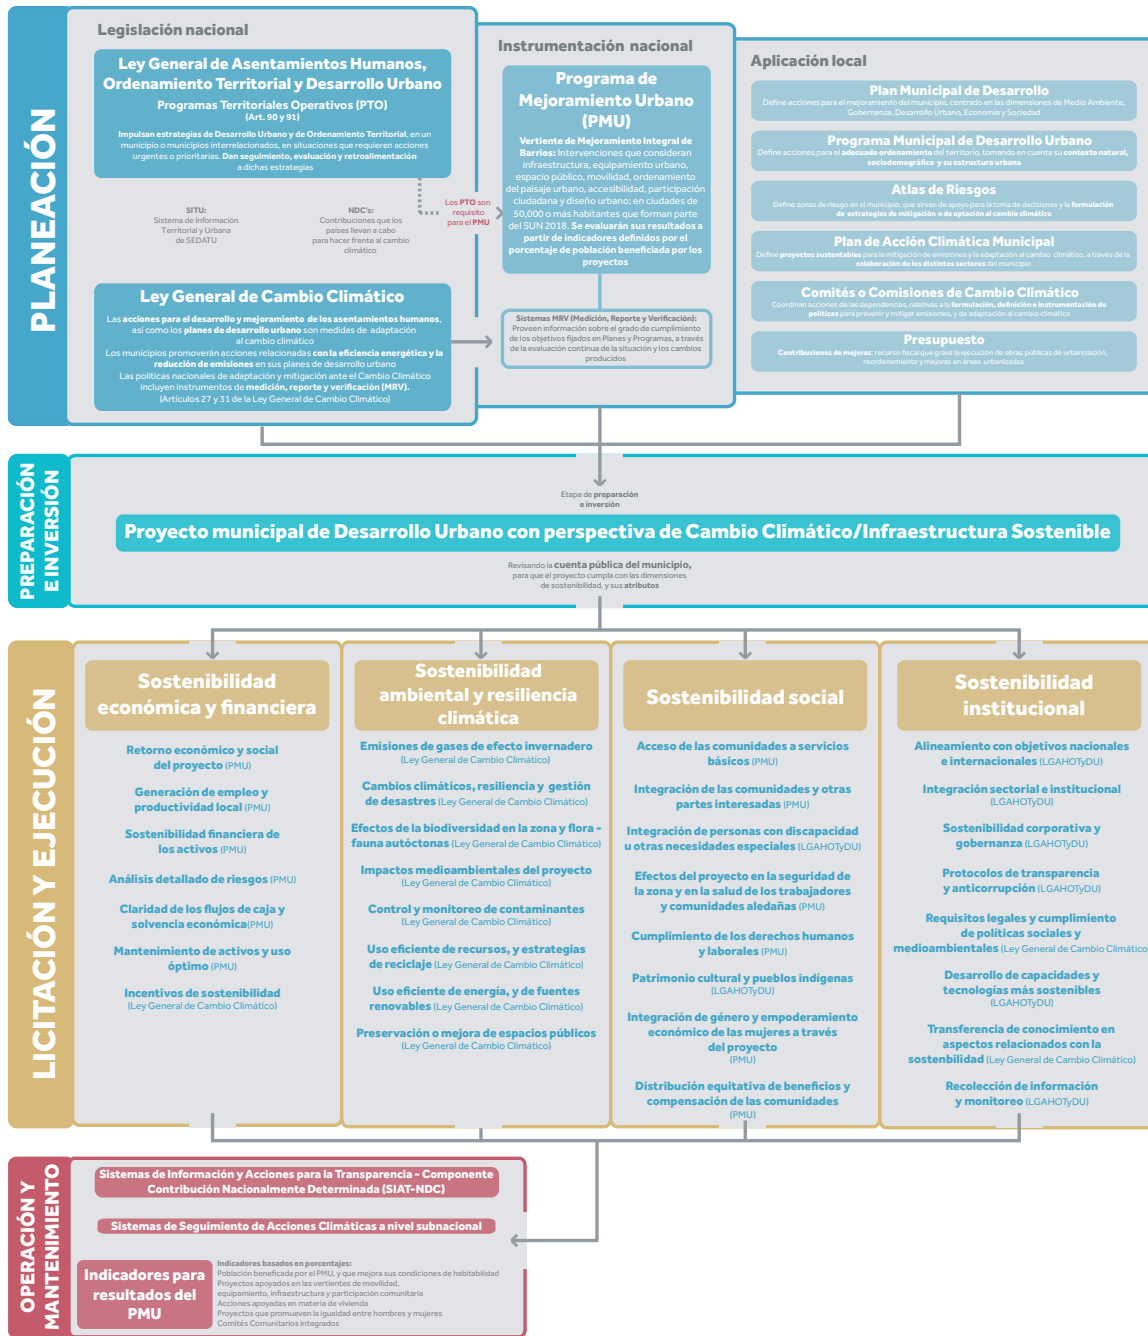 PLANEACIÓN
Legislación nacional
Ley General de Asentamientos Humanos,
Ordenamiento Territorial y Desarrollo Urbano
Programas Territoriales Operativos (PTO)
(Art. 90 y 91)
Impulsan estrategias de Desarrollo Urbano y de Ordenamiento Territorial, en un
municipio o municipios interrelacionados, en situaciones que requieren acciones
urgentes o prioritarias. Dan seguimiento, evaluación y retroalimentación
a dichas estrategias
SITU:
Sistema de Información
Territorial y Urbana
de SEDATU
NDC's:
Contribuciones que los
países llevan a cabo
para hacer frente al cambio
climático
Los PTO son
requisito
para el PMU
Ley General de Cambio Climático
Las acciones para el desarrollo y mejoramiento de los asentamientos humanos,
así como los planes de desarrollo urbano son medidas de adaptación
al cambio climático
Los municipios promoverán acciones relacionadas con la eficiencia energética y la
reducción de emisiones en sus planes de desarrollo urbano
Las políticas nacionales de adaptación y mitigación ante el Cambio Climático
incluyen instrumentos de medición, reporte y verificación (MRV).
(Artículos 27 y 31 de la Ley General de Cambio Climático)
Instrumentación nacional
Programa de
Mejoramiento Urbano
(PMU)
Vertiente de Mejoramiento Integral de
Barrios: Intervenciones que consideran
infraestructura, equipamiento urbano,
espacio público, movilidad, ordenamiento
del paisaje urbano, accesibilidad, participación
ciudadana y diseño urbano; en ciudades de
50,000 o más habitantes que forman parte
del SUN 2018. Se evaluarán sus resultados a
partir de indicadores definidos por el
porcentaje de población beneficiada por los
proyectos
Sistemas MRV (Medición, Reporte y Verificación):
Proveen información sobre el grado de cumplimiento
de los objetivos fijados en Planes y Programas, a través
de la evaluación continua de la situación y los cambios
producidos
Aplicación local
Plan Municipal de Desarrollo
Define acciones para el mejoramiento del municipio, centrado en las dimensiones de Medio Ambiente,
Gobernanza, Desarrollo Urbano, Economía y Sociedad
Programa Municipal de Desarrollo Urbano
Define acciones para el adecuado ordenamiento del territorio, tomando en cuenta su contexto natural,
sociodemográfico y su estructura urbana
Atlas de Riesgos
Define zones de riesgo en el municipio, que sirven de apoyo para la toma de decisiones y la formulación
de estrategias de mitigación o de aptación al cambio climático
Plan de Acción Climática Municipal
Define proyectos sustentables para la mitigación de emisiones y la adaptación al cambio climático, a través de la
colaboración de los distintos sectores del municipio
Comités o Comisiones de Cambio Climático
Coordinan acciones de las dependencias, relativas a la formulación, definición e instrumentación de
políticas para prevenir y mitigar emisiones, y de adaptación al cambio climático
Presupuesto
Contribuciones de mejoras: recurso fiscal que grava la ejecución de obras públicas de urbanización,
reordenamiento y mejoras en áreas urbanizadas
PREPARACIÓN
E INVERSIÓN
Etapa de preparación
e inversión
Proyecto municipal de Desarrollo Urbano con perspectiva de Cambio Climático/Infraestructura Sostenible
Revisando la cuenta pública del municipio,
para que el proyecto cumpla con las dimensiones
de sostenibilidad, y sus atributos
LICITACIÓN Y EJECUCIÓN
Sostenibilidad
económica y financiera
Retorno económico y social
del proyecto (PMU)
Generación de empleo y
productividad local (PMU)
Sostenibilidad financiera de
los activos (PMU)
Análisis detallado de riesgos (PMU)
Claridad de los flujos de caja y
solvencia económica(PMU)
Mantenimiento de activos y uso
óptimo (PMU)
Incentivos de sostenibilidad
(Ley General de Cambio Climático)
Sostenibilidad
ambiental y resiliencia
climática
Emisiones de gases de efecto invernadero
(Ley General de Cambio Climático)
Cambios climáticos, resiliencia y gestión
de desastres (Ley General de Cambio Climático)
Efectos de la biodiversidad en la zona y flora -
fauna autóctonas (Ley General de Cambio Climático)
Impactos medioambientales del proyecto
(Ley General de Cambio Climático)
Control y monitoreo de contaminantes
(Ley General de Cambio Climático)
Uso eficiente de recursos, y estrategias
de reciclaje (Ley General de Cambio Climático)
Uso eficiente de energía, y de fuentes
renovables (Ley General de Cambio Climático)
Preservación o mejora de espacios públicos
(Ley General de Cambio Climático)
Sostenibilidad social
Acceso de las comunidades a servicios
básicos (PMU)
Integración de las comunidades y otras
partes interesadas (PMU)
Integración de personas con discapacidad
u otras necesidades especiales (LGAHOTyDU)
Efectos del proyecto en la seguridad de
la zona y en la salud de los trabajadores
y comunidades aledañas (PMU)
Cumplimiento de los derechos humanos
y laborales (PMU)
Patrimonio cultural y pueblos indígenas
(LGAHOTyDU)
Integración de género y empoderamiento
económico de las mujeres a través
del proyecto
(PMU)
Distribución equitativa de beneficios y
compensación de las comunidades
(PMU)
Sostenibilidad
institucional
Alineamiento con objetivos nacionales
e internacionales (LGAHOTyDU)
Integración sectorial e institucional
(LGAHOTyDU)
Sostenibilidad corporativa y
gobernanza (LGAHOTyDU)
Protocolos de transparencia
y anticorrupción (LGAHOTyDU)
Requisitos legales y cumplimiento
de políticas sociales y
medioambientales (Ley General de Cambio Climático
Desarrollo de capacidades y
tecnologías más sostenibles
(LGAHOTyDU)
Transferencia de conocimiento en
aspectos relacionados con la
sostenbilidad (Ley General de Cambio Climático)
Recolección de información
y monitoreo (LGAHOTyDU)
OPERACIÓN Y
MANTENIMIENTO
Sistemas de Información y Acciones para la Transparencia - Componente
Contribución Nacionalmente Determinada (SIAT-NDC)
Sistemas de Seguimiento de Acciones Climáticas a nivel subnacional
Indicadores para
resultados del
PMU
Indicadores basados en porcentajes:
Población beneficada por el PMU, y que mejora sus condiciones de habitabilidad
Proyectos apoyados en las vertientes de movilidad,
equipamiento, infraestructura y participación comunitaria
Acciones apoyadas en materia de vivienda
Proyectos que promueven la igualdad entre hombres y mujeres
Comités Comunitarios Integrados